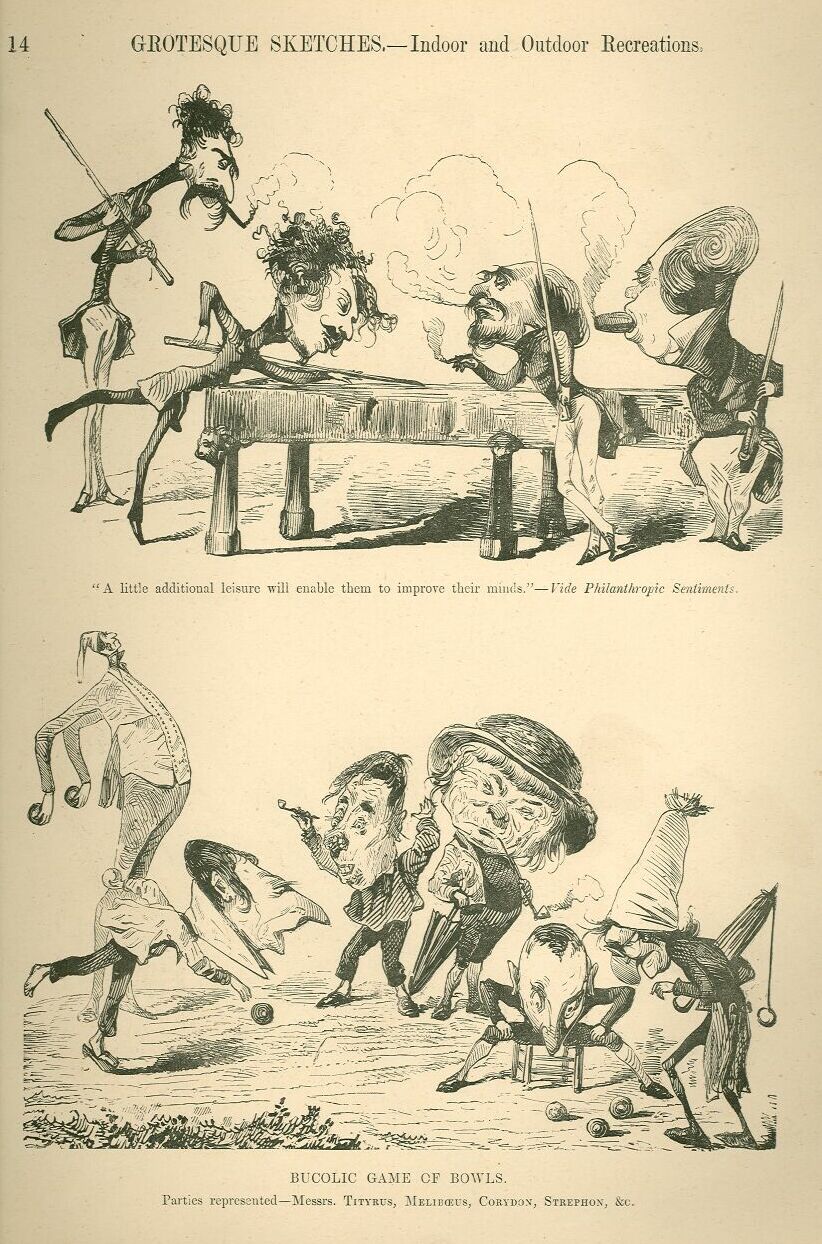 14
GROTESQUE SKETCHES.—Indoor and Outdoor Recreations.
"A little additional leisure will enable them to improve their minds."—Vide Philanthropic Sentiments.
BUCOLIC GAME OF BOWLS.
Parties represented—Messrs. TITYRUS, MELIBŒUS, CORYDON, STREPHON, &c.